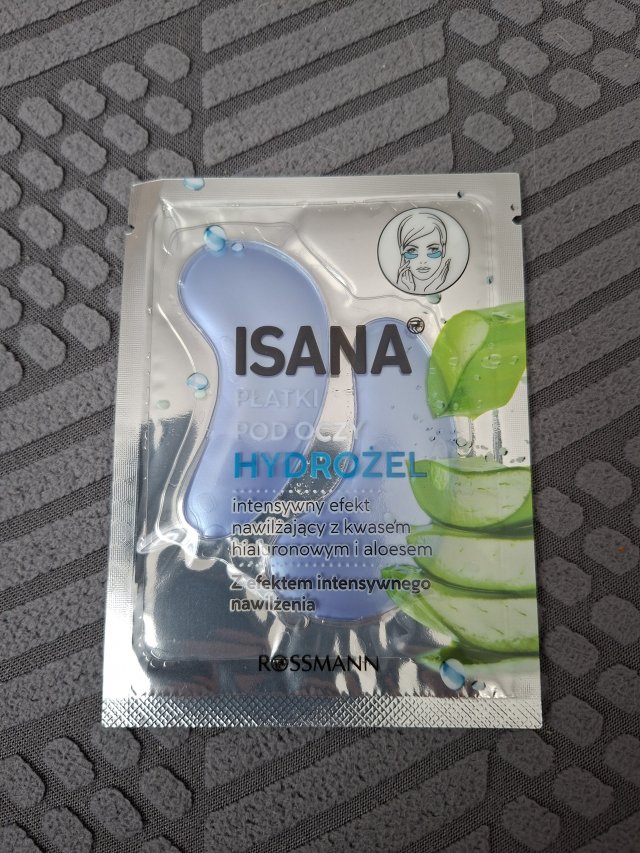 ISANA®
PŁATKI
POD OCZY
HYDROŻEL
intensywny efekt
nawilżający z kwasem
hialuronowym i aloesem
Z efektem intensywnego
nawilżenia
ROSSMANN